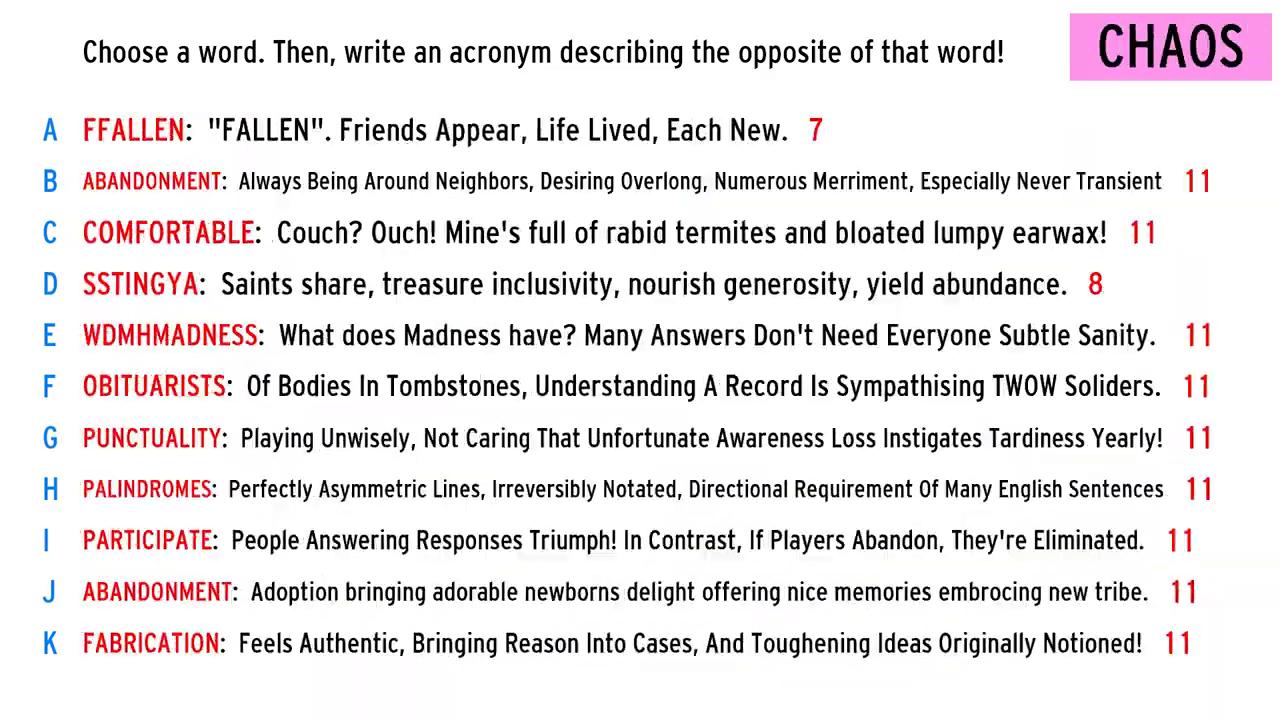 Choose a word. Then, write an acronym describing the opposite of that word!
CHAOS
A FFALLEN: "FALLEN". Friends Appear, Life Lived, Each New. 7
B ABANDONMENT: Always Being Around Neighbors, Desiring Overlong, Numerous Merriment, Especially Never Transient 11
C COMFORTABLE: Couch? Ouch! Mine's full of rabid termites and bloated lumpy earwax! 11
D SSTINGYA: Saints share, treasure inclusivity, nourish generosity, yield abundance. 8
E WDMHMADNESS: What does Madness have? Many Answers Don't Need Everyone Subtle Sanity. 11
F OBITUARISTS: Of Bodies In Tombstones, Understanding A Record Is Sympathising TWOW Soliders. 11
G PUNCTUALITY: Playing Unwisely, Not Caring That Unfortunate Awareness Loss Instigates Tardiness Yearly! 11
H PALINDROMES: Perfectly Asymmetric Lines, Irreversibly Notated, Directional Requirement Of Many English Sentences 11
I PARTICIPATE: People Answering Responses Triumph! In Contrast, If Players Abandon, They're Eliminated. 11
J ABANDONMENT: Adoption bringing adorable newborns delight offering nice memories embrocing new tribe. 11
K FABRICATION: Feels Authentic, Bringing Reason Into Cases, And Toughening Ideas Originally Notioned! 11